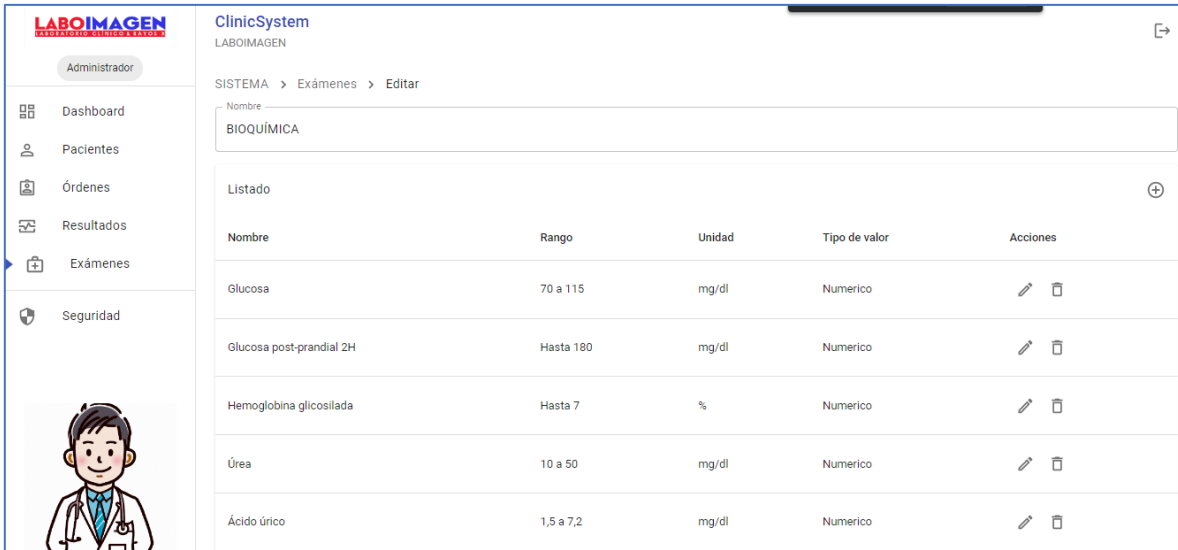 LABOIMAGEN
LABORATORIO CLÍNICO & RAYOS X
Administrador
Dashboard
Pacientes
Órdenes
Resultados
Exámenes
Seguridad
ClinicSystem
LABOIMAGEN
SISTEMA > Exámenes > Editar
Nombre
BIOQUÍMICA
Listado
Nombre Rango Unidad Tipo de valor Acciones
Glucosa 70 a 115 mg/dl Numerico
Glucosa post-prandial 2H Hasta 180 mg/dl Numerico
Hemoglobina glicosilada Hasta 7 % Numerico
Úrea 10 a 50 mg/dl Numerico
Ácido úrico 1,5 a 7,2 mg/dl Numerico